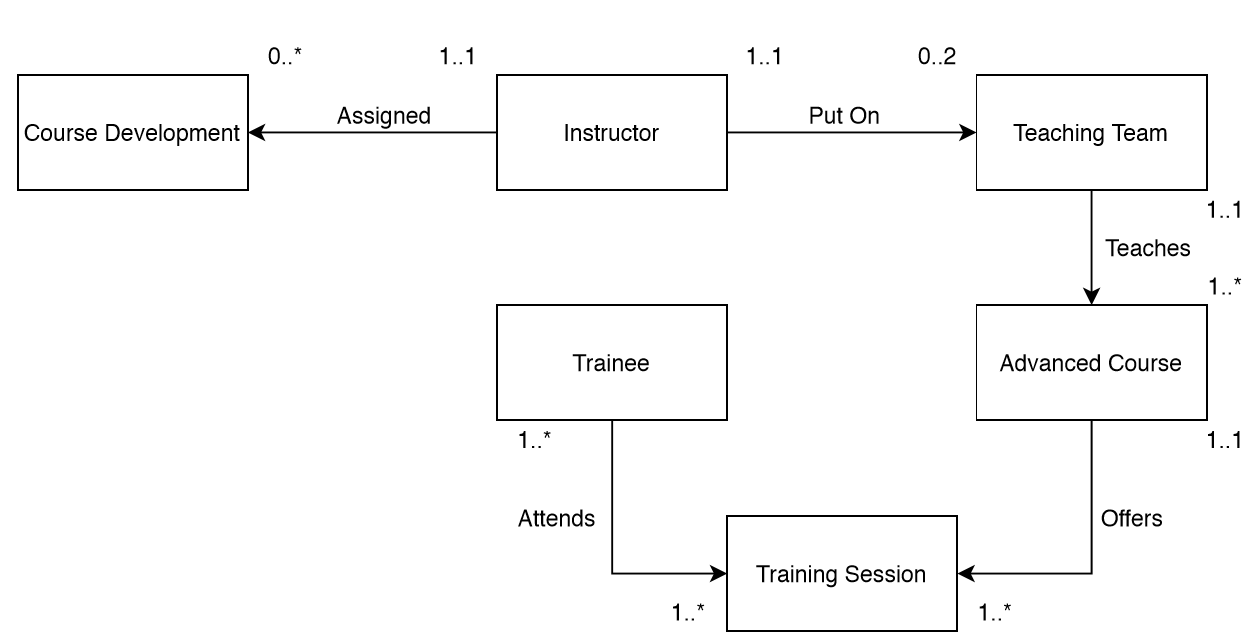 0..*
1..1
1..1
0..2
Course Development
Assigned
Instructor
Put On
Teaching Team
1..1
Teaches
1..*
Trainee
Advanced Course
1..*
1..1
Attends
Offers
Training Session
1..*
1..*